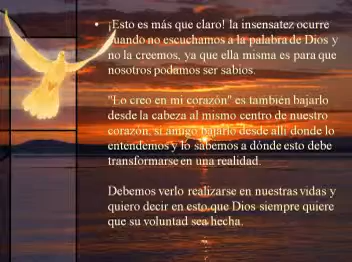 • ¡Esto es más que claro! la insensatez ocurre
cuando no escuchamos a la palabra de Dios y
no la creemos, ya que ella misma es para que
nosotros podamos ser sabios.
"Lo creo en mi corazón" es también bajarlo
desde la cabeza al mismo centro de nuestro
corazón, si amigo bajarlo desde allí donde lo
entendemos y lo sabemos a dónde esto debe
transformarse en una realidad.
Debemos verlo realizarse en nuestras vidas y
quiero decir en esto que Dios siempre quiere
que su voluntad sea hecha.